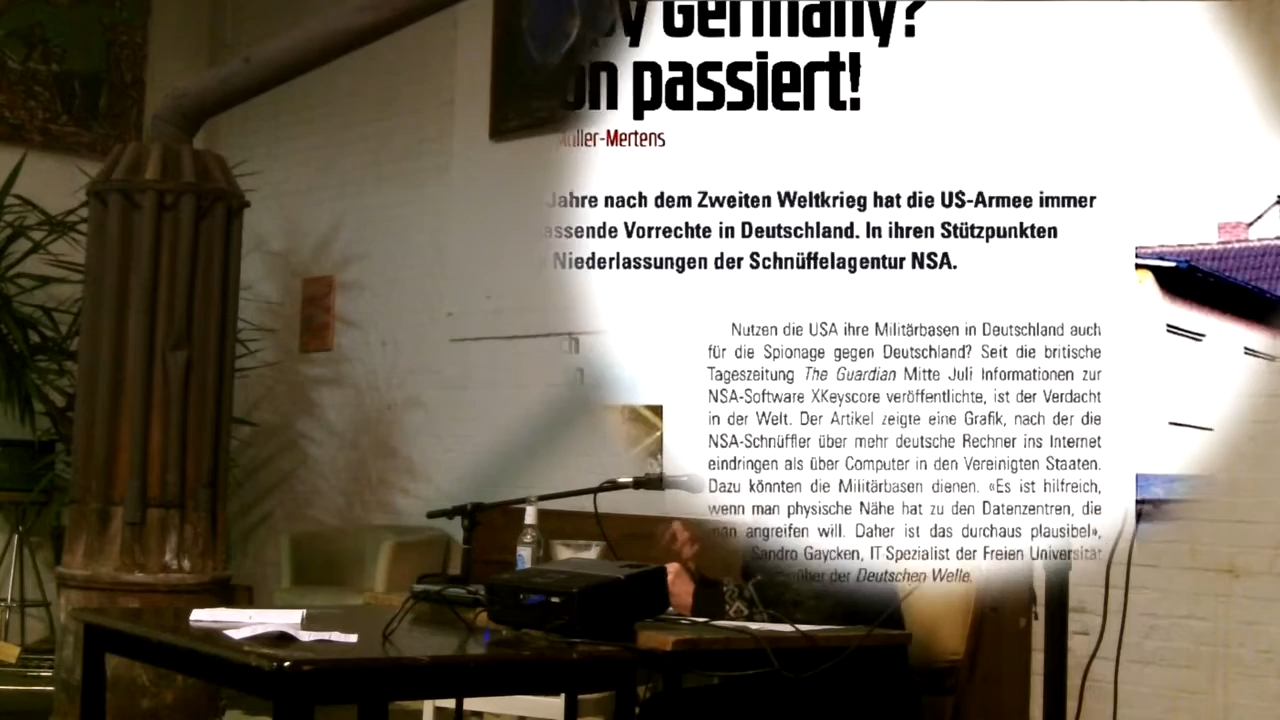 Germany?
passiert!
Müller-Mertens
Jahre nach dem Zweiten Weltkrieg hat die US-Armee immer
assende Vorrechte in Deutschland. In ihren Stützpunkten
Niederlassungen der Schnüffelagentur NSA.
Nutzen die USA ihre Militärbasen in Deutschland auch
für die Spionage gegen Deutschland? Seit die britische
Tageszeitung The Guardian Mitte Juli Informationen zur
NSA-Software XKeyscore veröffentlichte, ist der Verdacht
in der Welt. Der Artikel zeigte eine Grafik, nach der die
NSA-Schnüffler über mehr deutsche Rechner ins Internet
eindringen als über Computer in den Vereinigten Staaten.
Dazu könnten die Militärbasen dienen. «Es ist hilfreich,
wenn man physische Nähe hat zu den Datenzentren, die
man angreifen will. Daher ist das durchaus plausibel»,
Sandro Gaycken, IT-Spezialist der Freien Universität
über der Deutschen Welle.